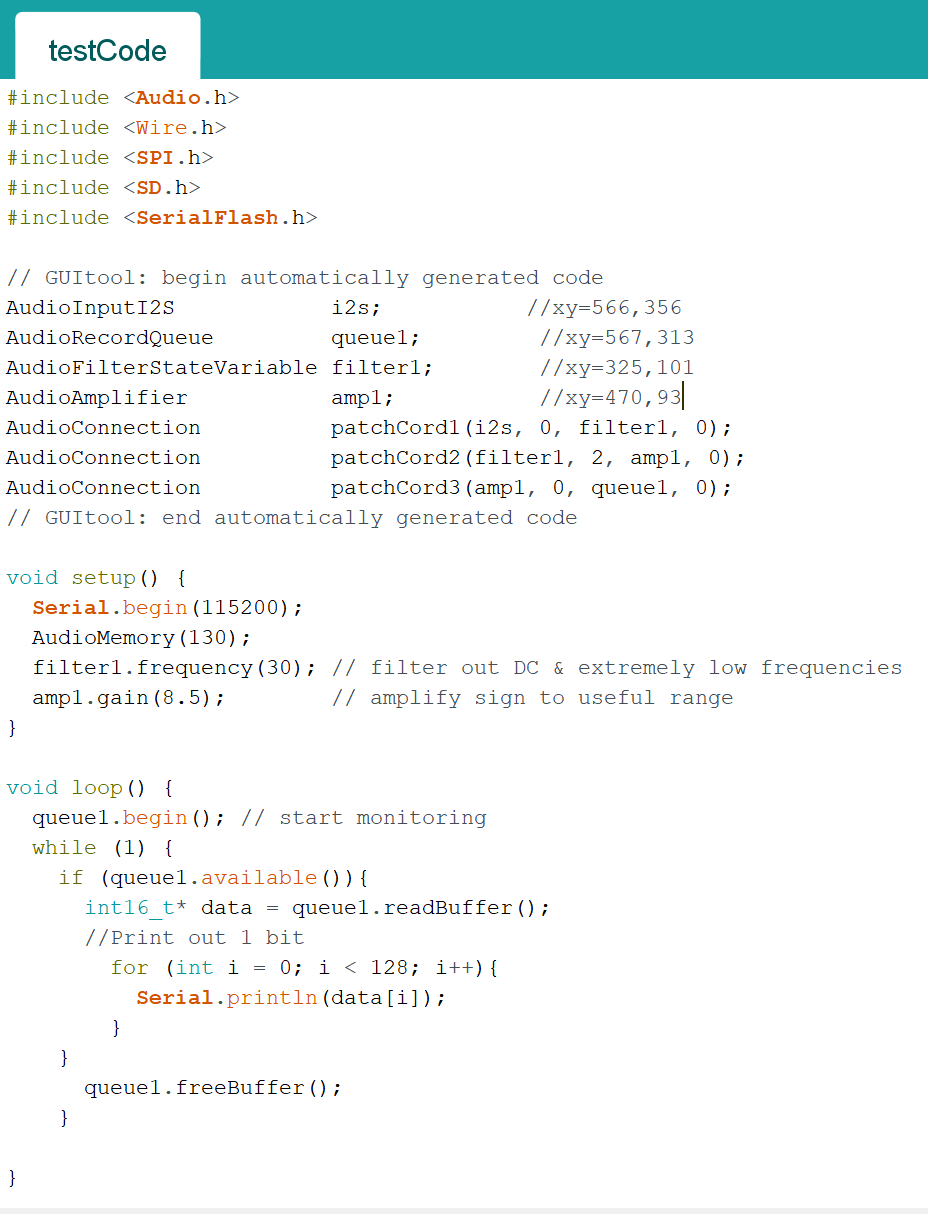 testCode
#include <Audio.h>
#include <Wire.h>
#include <SPI.h>
#include <SD.h>
#include <SerialFlash.h>

// GUItool: begin automatically generated code
AudioInputI2S            i2s;           //xy=566,356
AudioRecordQueue         queue1;         //xy=567,313
AudioFilterStateVariable filter1;        //xy=325,101
AudioAmplifier           amp1;           //xy=470,93
AudioConnection          patchCord1(i2s, 0, filter1, 0);
AudioConnection          patchCord2(filter1, 2, amp1, 0);
AudioConnection          patchCord3(amp1, 0, queue1, 0);
// GUItool: end automatically generated code

void setup() {
  Serial.begin(115200);
  AudioMemory(130);
  filter1.frequency(30); // filter out DC & extremely low frequencies
  amp1.gain(8.5);        // amplify sign to useful range
}

void loop() {
  queue1.begin(); // start monitoring
  while (1) {
    if (queue1.available()){
      int16_t* data = queue1.readBuffer();
      //Print out 1 bit
        for (int i = 0; i < 128; i++){
          Serial.println(data[i]);
        }
    }
      queue1.freeBuffer();
    }

}